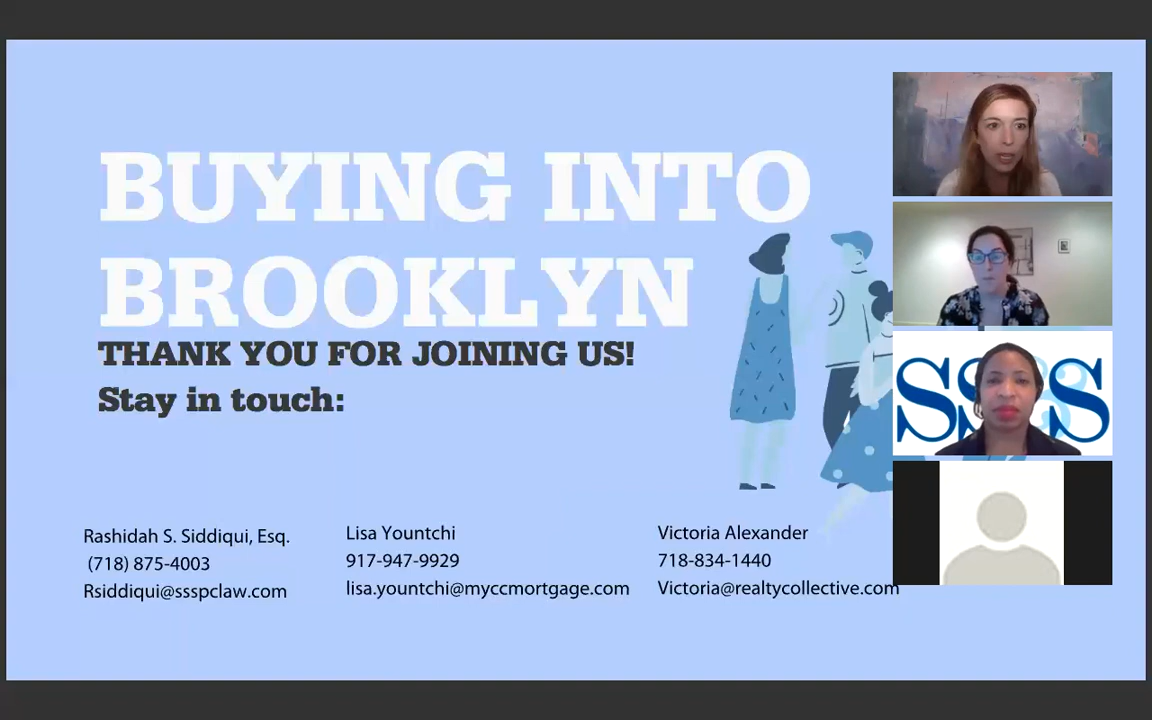 BUYING INTO
BROOKLYN
THANK YOU FOR JOINING US!
Stay in touch:
Rashidah S. Siddiqui, Esq.
(718) 875-4003
Rsiddiqui@ssspclaw.com
Lisa Yountchi
917-947-9929
lisa.yountchi@myccmortgage.com
Victoria Alexander
718-834-1440
Victoria@realtycollective.com
SSSS